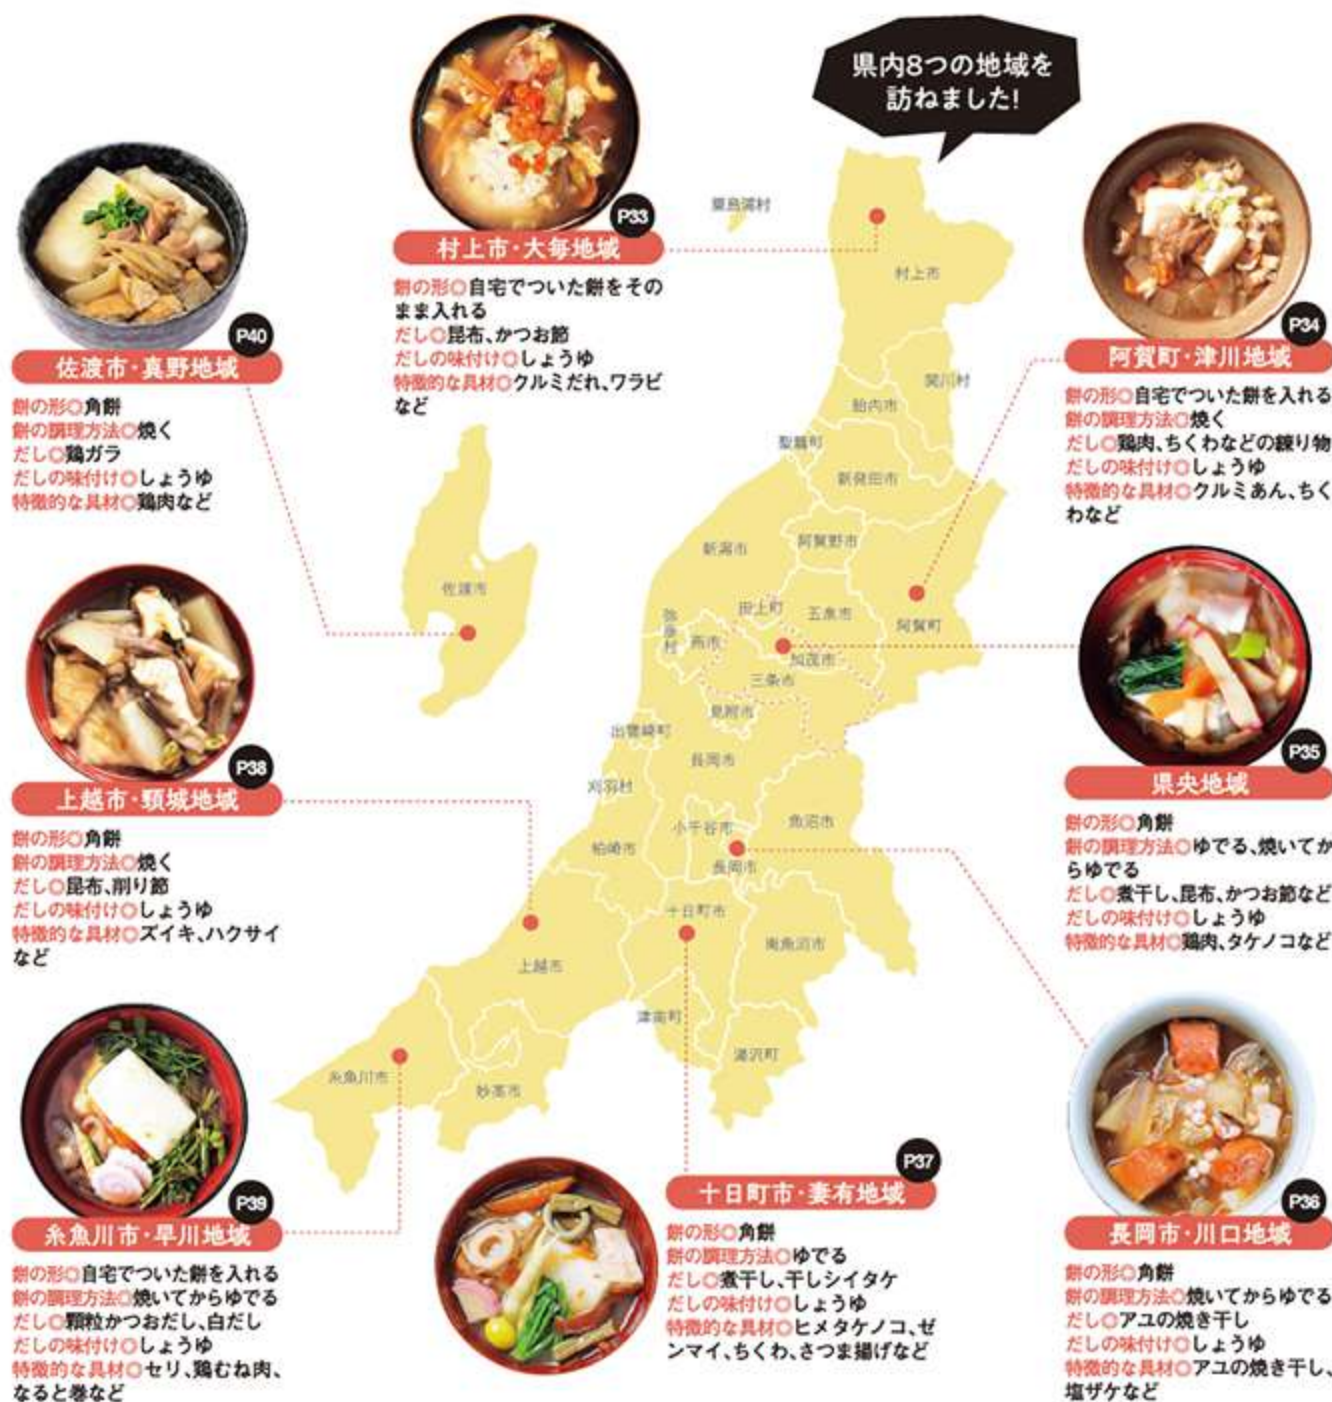 県内8つの地域を
訪ねました!
P33
村上市・大毎地域
餅の形◎自宅でついた餅をその
まま入れる
だし◎昆布、かつお節
だしの味付け◎しょうゆ
特徴的な具材◎クルミだれ、ワラビ
など
P34
阿賀町・津川地域
餅の形◎自宅でついた餅を入れる
餅の調理方法◎焼く
だし◎鶏肉、ちくわなどの練り物
だしの味付け◎しょうゆ
特徴的な具材◎クルミあん、ちく
わなど
P35
県央地域
餅の形◎角餅
餅の調理方法◎ゆでる、焼いてか
らゆでる
だし◎煮干し、昆布、かつお節など
だしの味付け◎しょうゆ
特徴的な具材◎鶏肉、タケノコなど
P36
長岡市・川口地域
餅の形◎角餅
餅の調理方法◎焼いてからゆでる
だし◎アユの焼き干し
だしの味付け◎しょうゆ
特徴的な具材◎アユの焼き干し、
塩ザケなど
P37
十日町市・妻有地域
餅の形◎角餅
餅の調理方法◎ゆでる
だし◎煮干し、干しシイタケ
だしの味付け◎しょうゆ
特徴的な具材◎ヒメタケノコ、ゼ
ンマイ、ちくわ、さつま揚げなど
P38
上越市・頸城地域
餅の形◎角餅
餅の調理方法◎焼く
だし◎昆布、削り節
だしの味付け◎しょうゆ
特徴的な具材◎ズイキ、ハクサイ
など
P39
糸魚川市・早川地域
餅の形◎自宅でついた餅を入れる
餅の調理方法◎焼いてからゆでる
だし◎顆粒かつおだし、白だし
だしの味付け◎しょうゆ
特徴的な具材◎セリ、鶏むね肉、
なると巻など
P40
佐渡市・真野地域
餅の形◎角餅
餅の調理方法◎焼く
だし◎鶏ガラ
だしの味付け◎しょうゆ
特徴的な具材◎鶏肉など
粟島浦村
村上市
関川村
胎内市
聖籠町
新発田市
新潟市
阿賀野市
佐渡市
田上町
五泉市
阿賀町
弥彦村
燕市
加茂市
三条市
見附市
出雲崎町
長岡市
刈羽村
小千谷市
魚沼市
柏崎市
長岡市
十日町市
南魚沼市
上越市
津南町
湯沢町
糸魚川市
妙高市